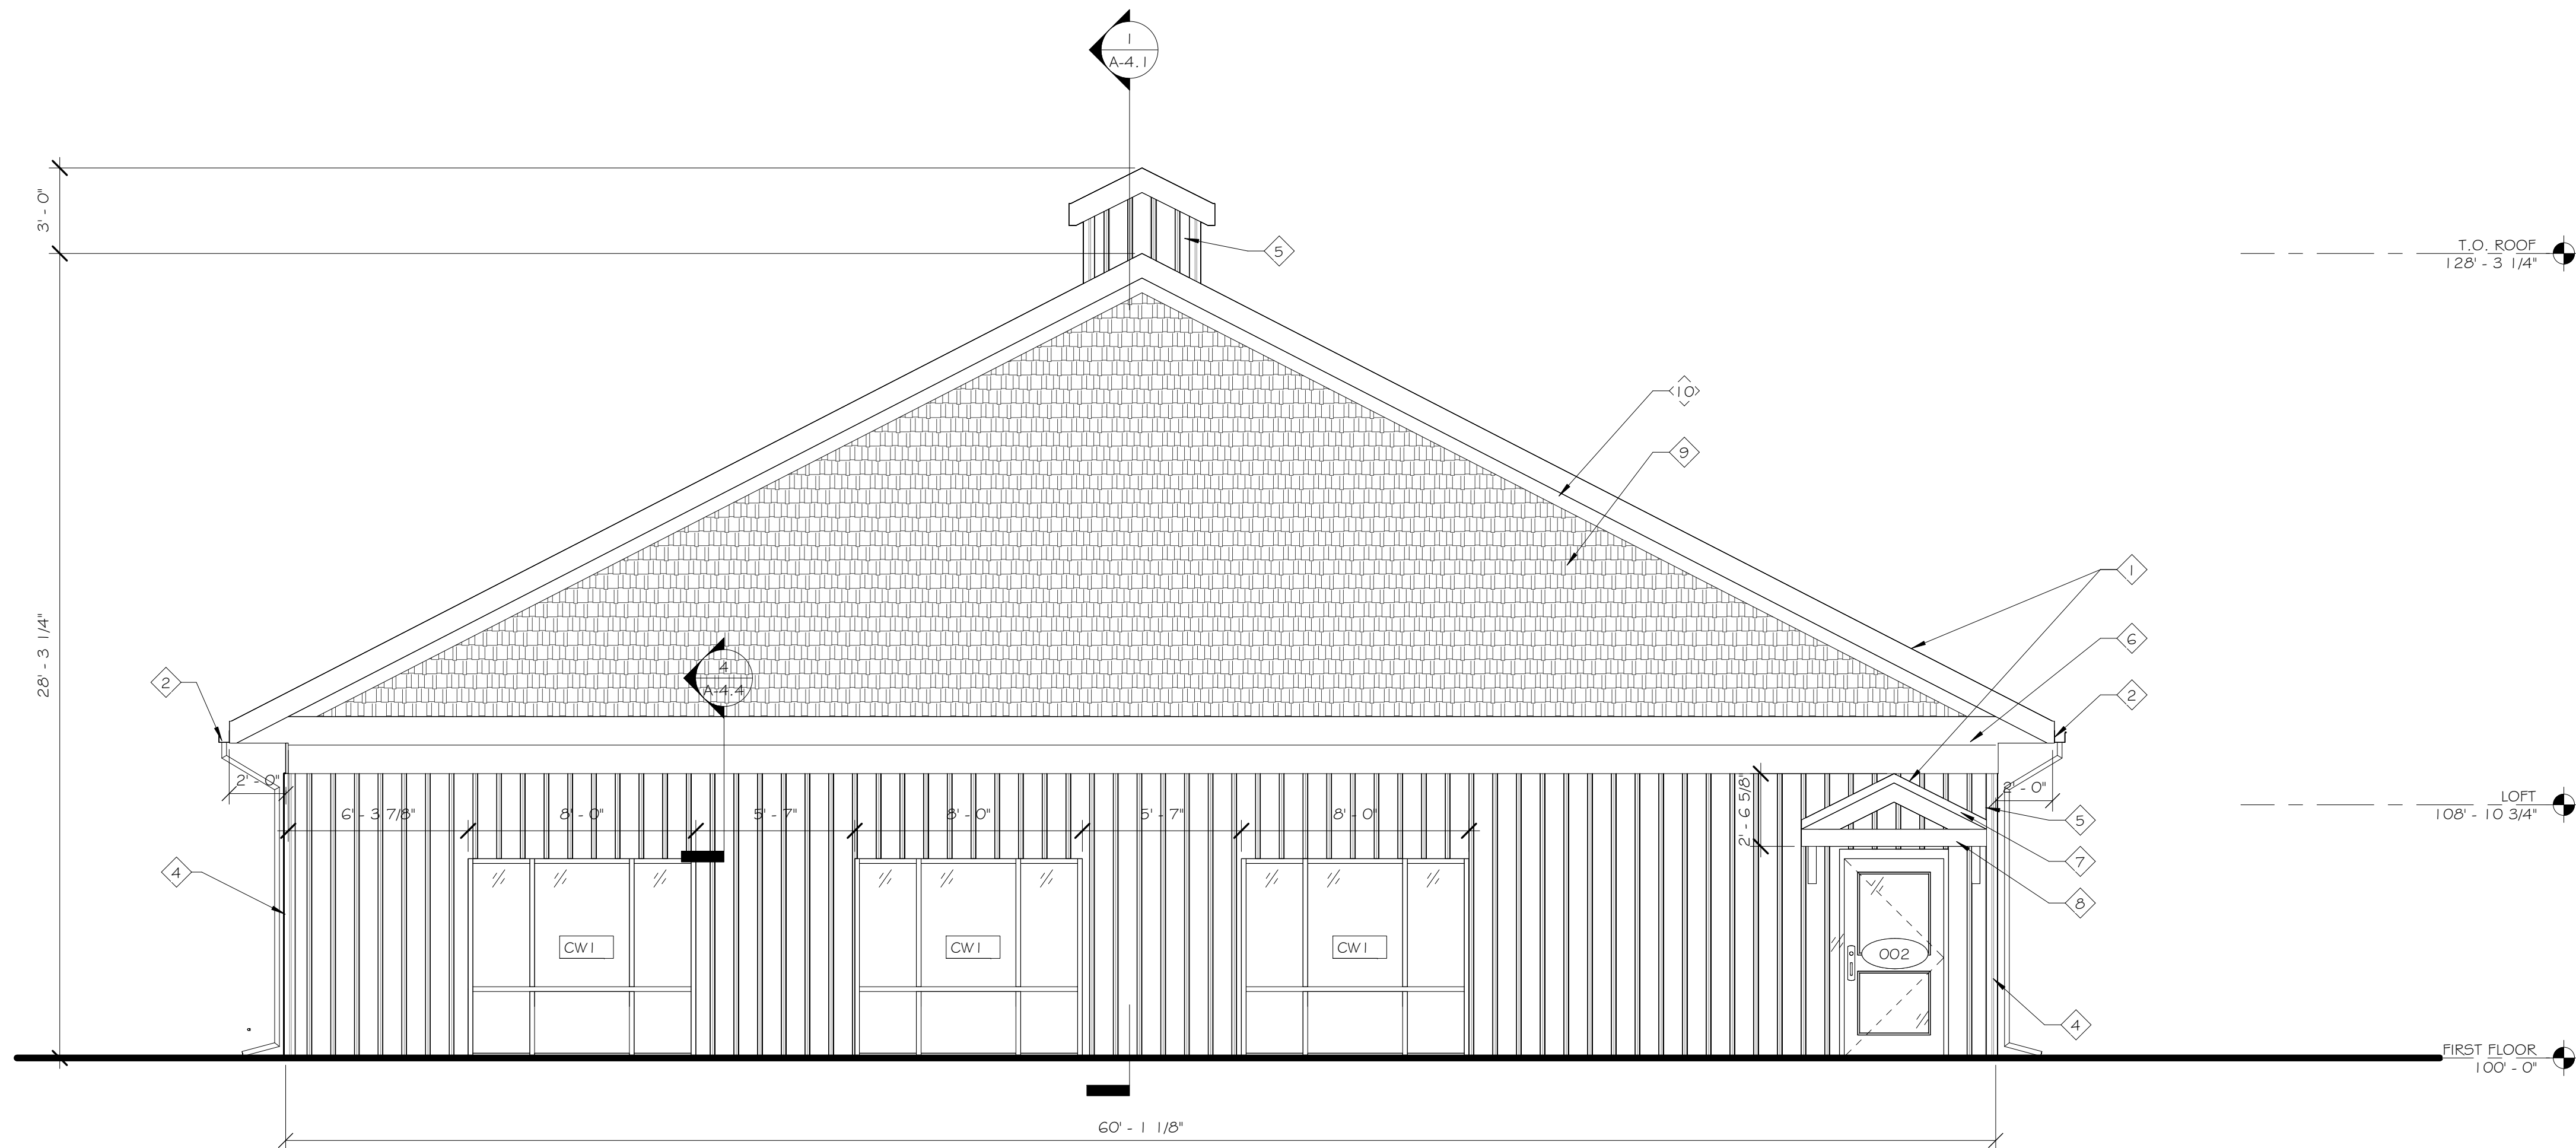 1
A-4.1
3' - 0"
5
T.O. ROOF
128' - 3 1/4"
10
9
1
28' - 3 1/4"
6
4
A-4.4
2
2
2' - 0"
2' - 0"
6' - 3 7/8"
8' - 0"
5' - 7"
8' - 0"
5' - 7"
8' - 0"
2' - 6 5/8"
LOFT
108' - 10 3/4"
5
7
4
8
CW1
CW1
CW1
002
4
FIRST FLOOR
100' - 0"
60' - 1 1/8"